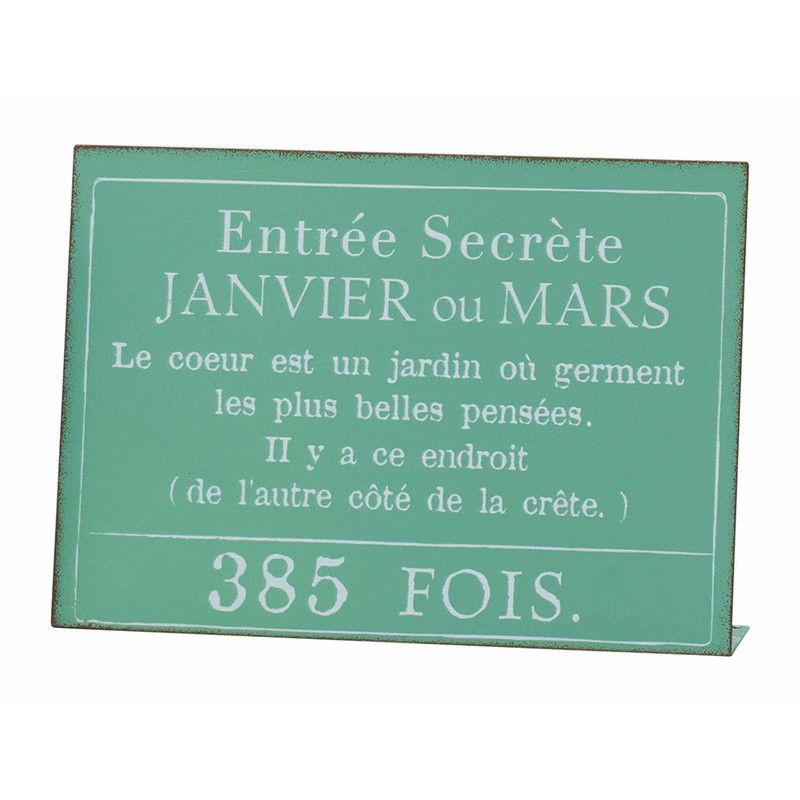 Entrée Secrète
JANVIER ou MARS
Le coeur est un jardin où germent
les plus belles pensées.
Il y a ce endroit
( de l'autre côté de la crête. )
385 FOIS.